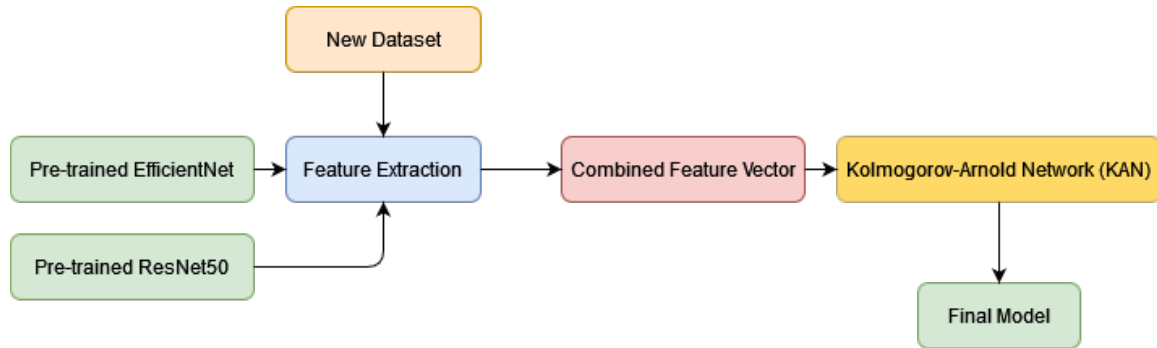 New Dataset
Pre-trained EfficientNet
Feature Extraction
Combined Feature Vector
Kolmogorov-Arnold Network (KAN)
Pre-trained ResNet50
Final Model